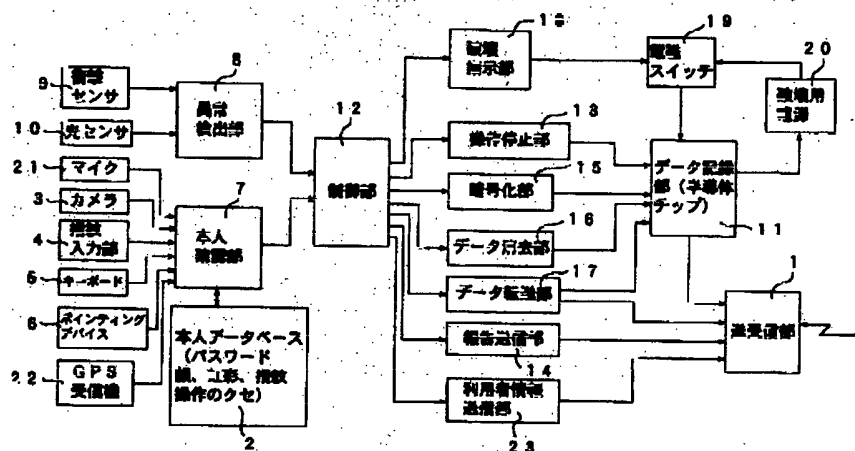 9
衝撃
センサ
10
光センサ
21
マイク
3
カメラ
4
指紋
入力部
5
キーボード
6
ポインティング
デバイス
22
GPS
受信機
8
異常
検出部
7
本人
確認部
本人データベース
(パスワード
顔、声、指紋
操作のクセ)
2
12
制御部
18
破壊
指示部
13
操作停止部
15
暗号化部
16
データ消去部
17
データ転送部
報告送信部
14
利用者情報
送信部
23
19
電磁
スイッチ
20
破壊用
電源
データ記録
部(半導体
チップ)
11
1
送受信部